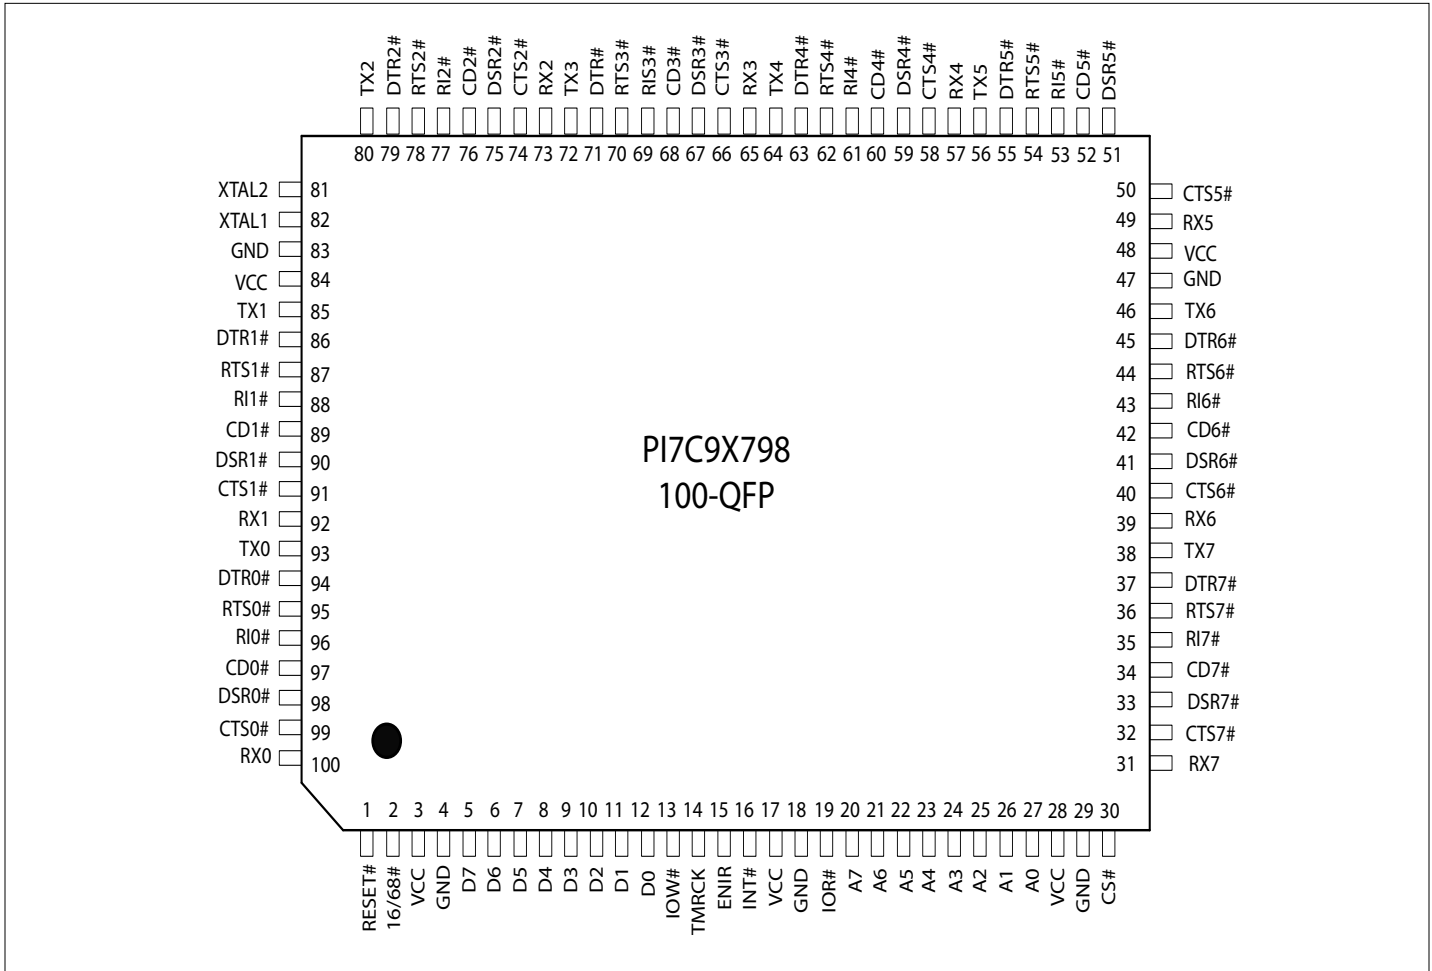 TX2 DTR2# RTS2# RI2# CD2# DSR2# CTS2# RX2 TX3 DTR# RTS3# RIS3# CD3# DSR3# CTS3# RX3 TX4 DTR4# RTS4# RI4# CD4# DSR4# CTS4# RX4 TX5 DTR5# RTS5# RI5# CD5# DSR5#
80 79 78 77 76 75 74 73 72 71 70 69 68 67 66 65 64 63 62 61 60 59 58 57 56 55 54 53 52 51
XTAL2 81
XTAL1 82
GND 83
VCC 84
TX1 85
DTR1# 86
RTS1# 87
RI1# 88
CD1# 89
DSR1# 90
CTS1# 91
RX1 92
TX0 93
DTR0# 94
RTS0# 95
RI0# 96
CD0# 97
DSR0# 98
CTS0# 99
RX0 100
PI7C9X798
100-QFP
50 CTS5#
49 RX5
48 VCC
47 GND
46 TX6
45 DTR6#
44 RTS6#
43 RI6#
42 CD6#
41 DSR6#
40 CTS6#
39 RX6
38 TX7
37 DTR7#
36 RTS7#
35 RI7#
34 CD7#
33 DSR7#
32 CTS7#
31 RX7
1 2 3 4 5 6 7 8 9 10 11 12 13 14 15 16 17 18 19 20 21 22 23 24 25 26 27 28 29 30
RESET# 16/68# VCC GND D7 D6 D5 D4 D3 D2 D1 D0 IOW# TMRCK ENIR INT# VCC GND IOR# A7 A6 A5 A4 A3 A2 A1 A0 VCC GND CS#